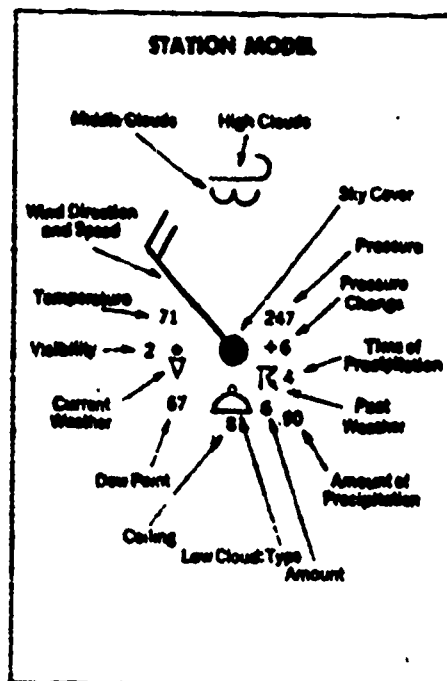 STATION MODEL
Middle Clouds
High Clouds
Sky Cover
Wind Direction
and Speed
Pressure
Pressure
Change
Temperature
71
247
Visibility
2
+6
Time of
Precipitation
4
Current
Weather
67
8
6
.90
Past
Weather
Dew Point
Amount of
Precipitation
Ceiling
Low Cloud Type
Amount